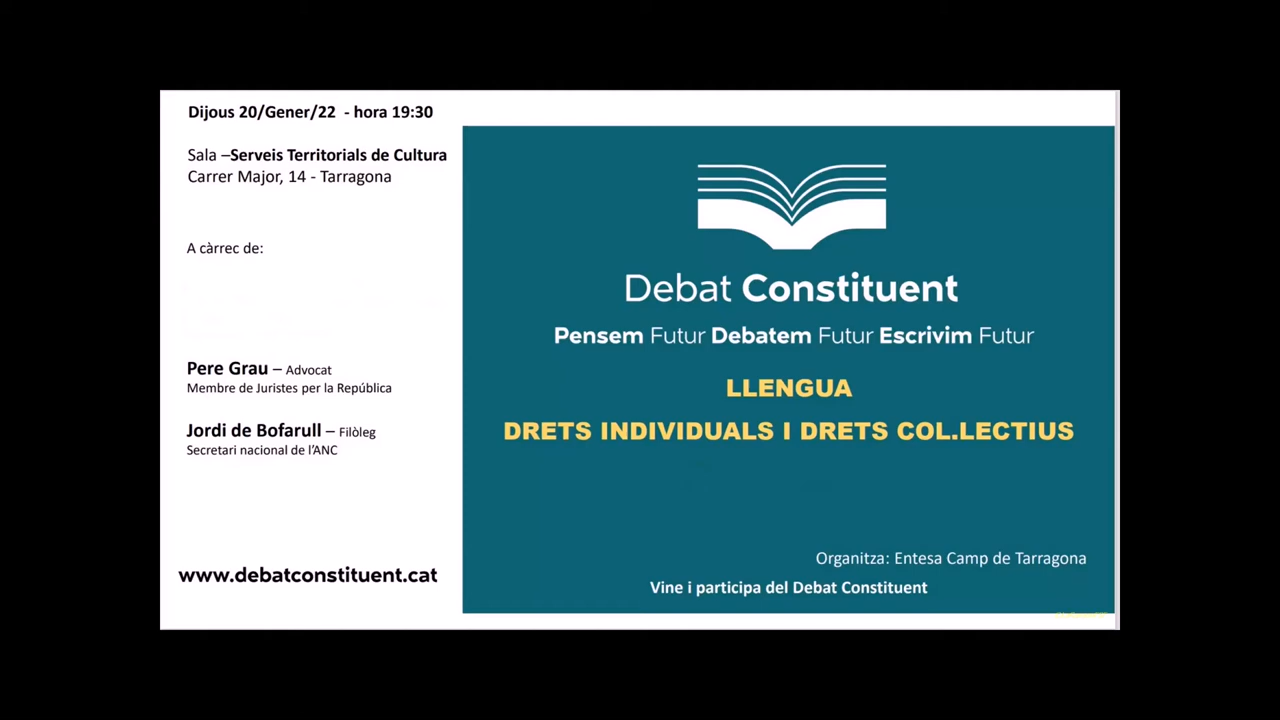 Dijous 20/Gener/22 - hora 19:30
Sala –Serveis Territorials de Cultura
Carrer Major, 14 - Tarragona
A càrrec de:
Pere Grau – Advocat
Membre de Juristes per la República
Jordi de Bofarull – Filòleg
Secretari nacional de l'ANC
www.debatconstituent.cat
Debat Constituent
Pensem Futur Debatem Futur Escrivim Futur
LLENGUA
DRETS INDIVIDUALS I DRETS COL.LECTIUS
Organitza: Entesa Camp de Tarragona
Vine i participa del Debat Constituent